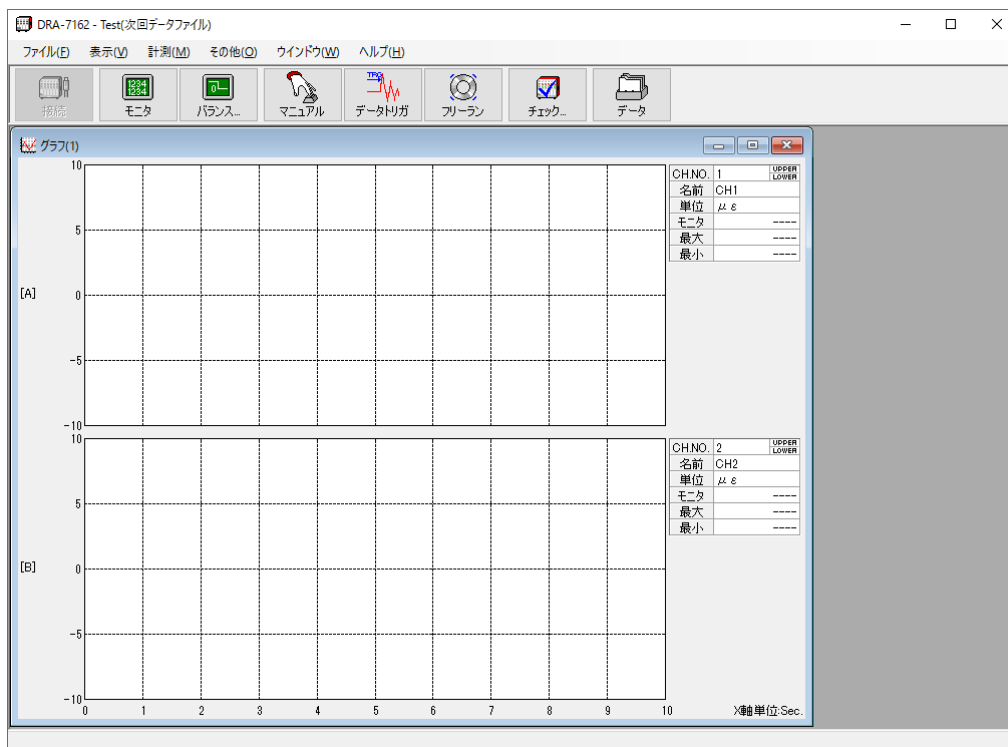 DRA-7162 - Test(次回データファイル)
ファイル(F) 表示(V) 計測(M) その他(O) ウインドウ(W) ヘルプ(H)
1234
1234
0
TRG
接続 モニタ バランス... マニュアル データトリガ フリーラン チェック... データ
グラフ(1)
10
5
[A] 0
-5
-10
CH.NO. 1 UPPER LOWER
名前 CH1
単位 με
モニタ ----
最大 ----
最小 ----
10
5
[B] 0
-5
-10
CH.NO. 2 UPPER LOWER
名前 CH2
単位 με
モニタ ----
最大 ----
最小 ----
0 1 2 3 4 5 6 7 8 9 10 X軸単位:Sec.